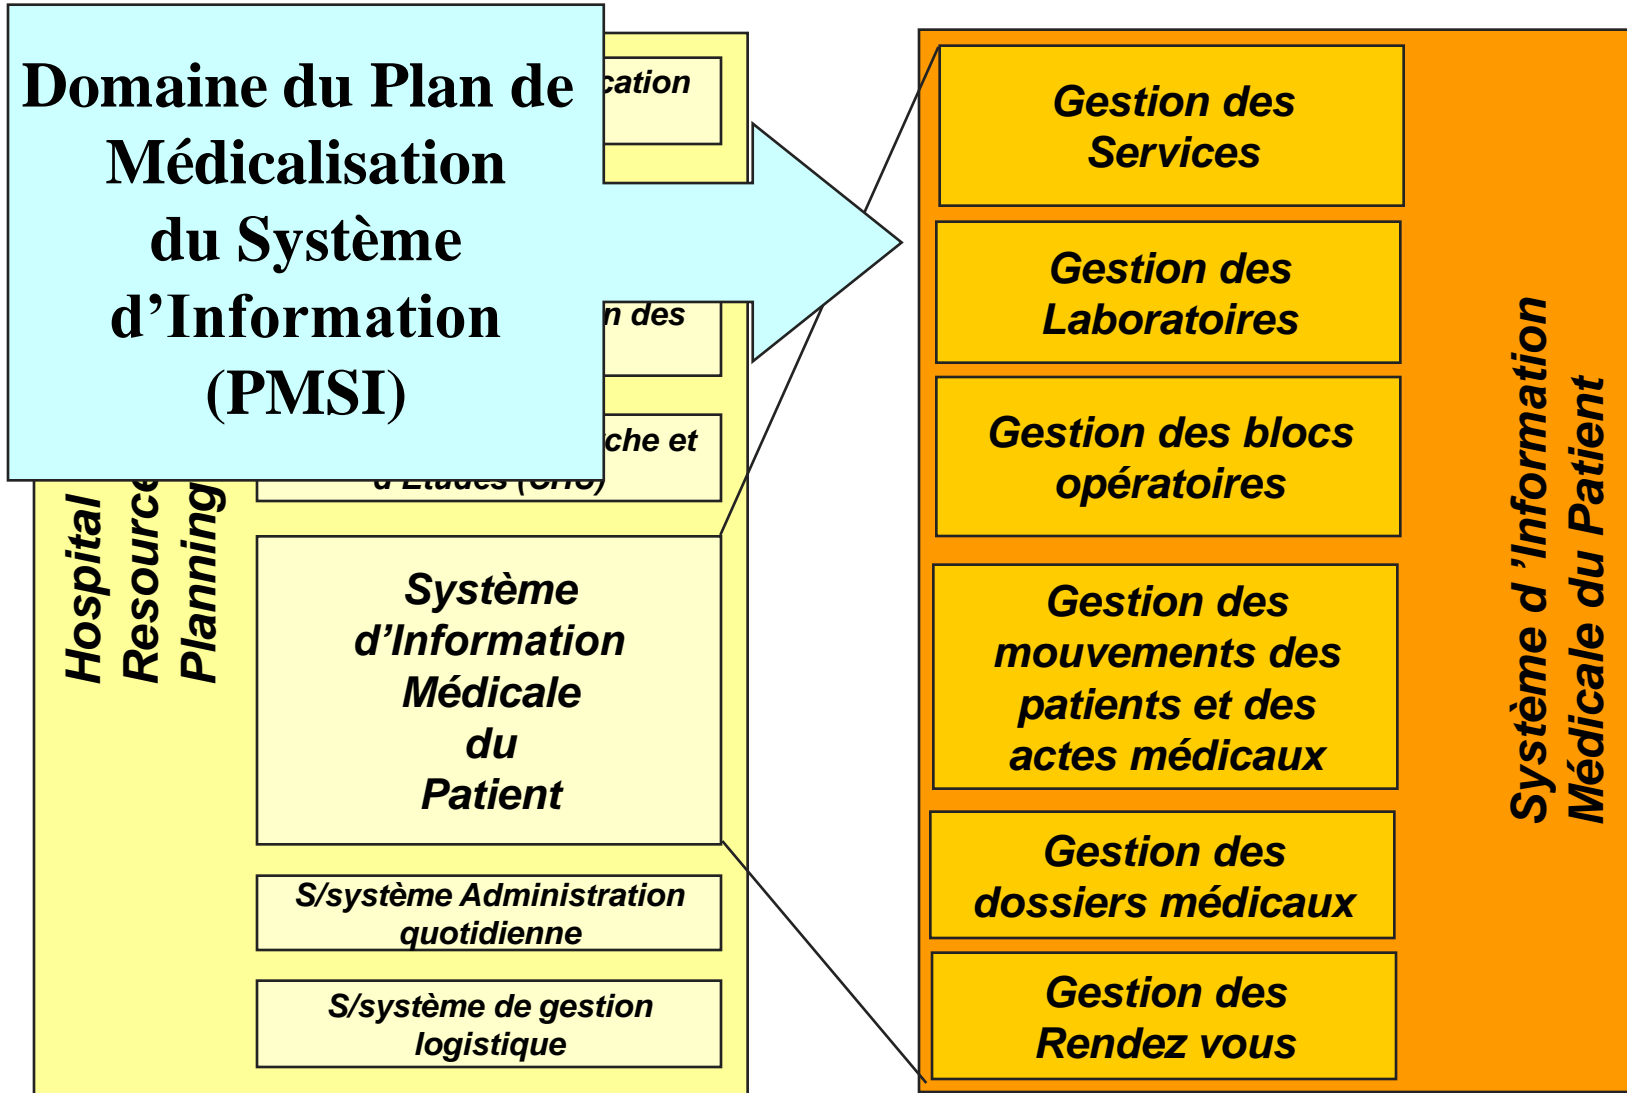 Domaine du Plan de
Médicalisation
du Système
d’Information
(PMSI)
cation
n des
che et
d'Etudes (CHU)
Hospital
Resource
Planning
Système
d’Information
Médicale
du
Patient
S/système Administration
quotidienne
S/système de gestion
logistique
Gestion des
Services
Gestion des
Laboratoires
Gestion des blocs
opératoires
Gestion des
mouvements des
patients et des
actes médicaux
Gestion des
dossiers médicaux
Gestion des
Rendez vous
Système d ’Information
Médicale du Patient